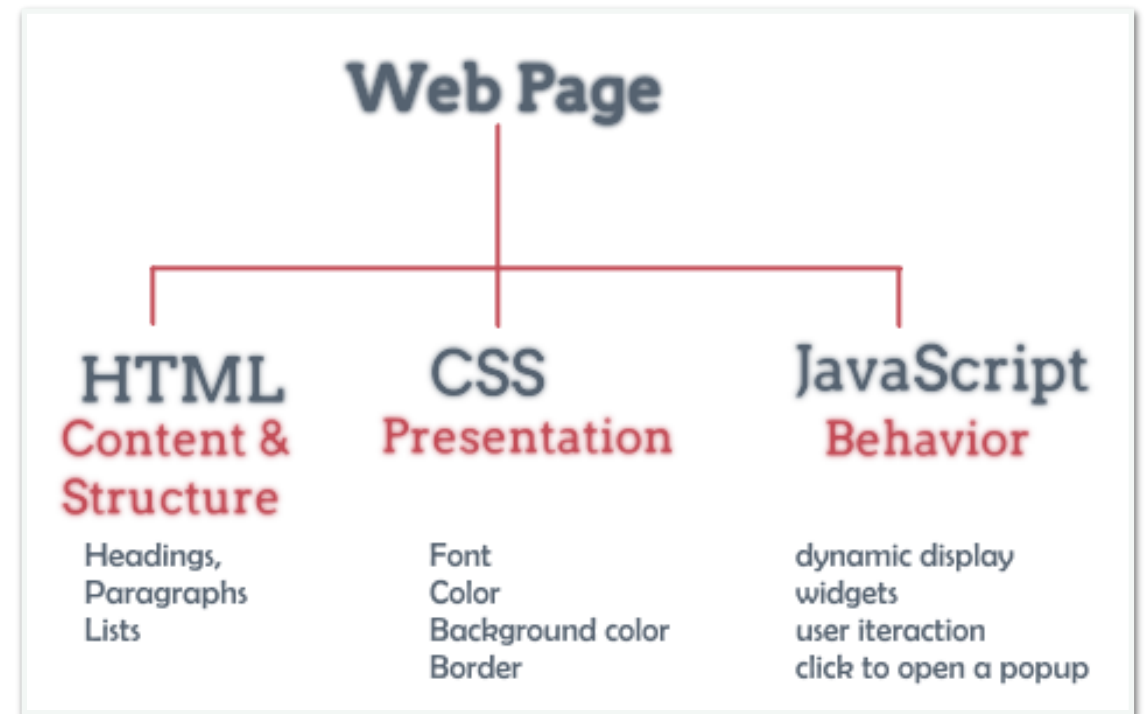 Web Page
HTML
Content &
Structure
Headings,
Paragraphs
Lists
CSS
Presentation
Font
Color
Background color
Border
JavaScript
Behavior
dynamic display
widgets
user iteraction
click to open a popup